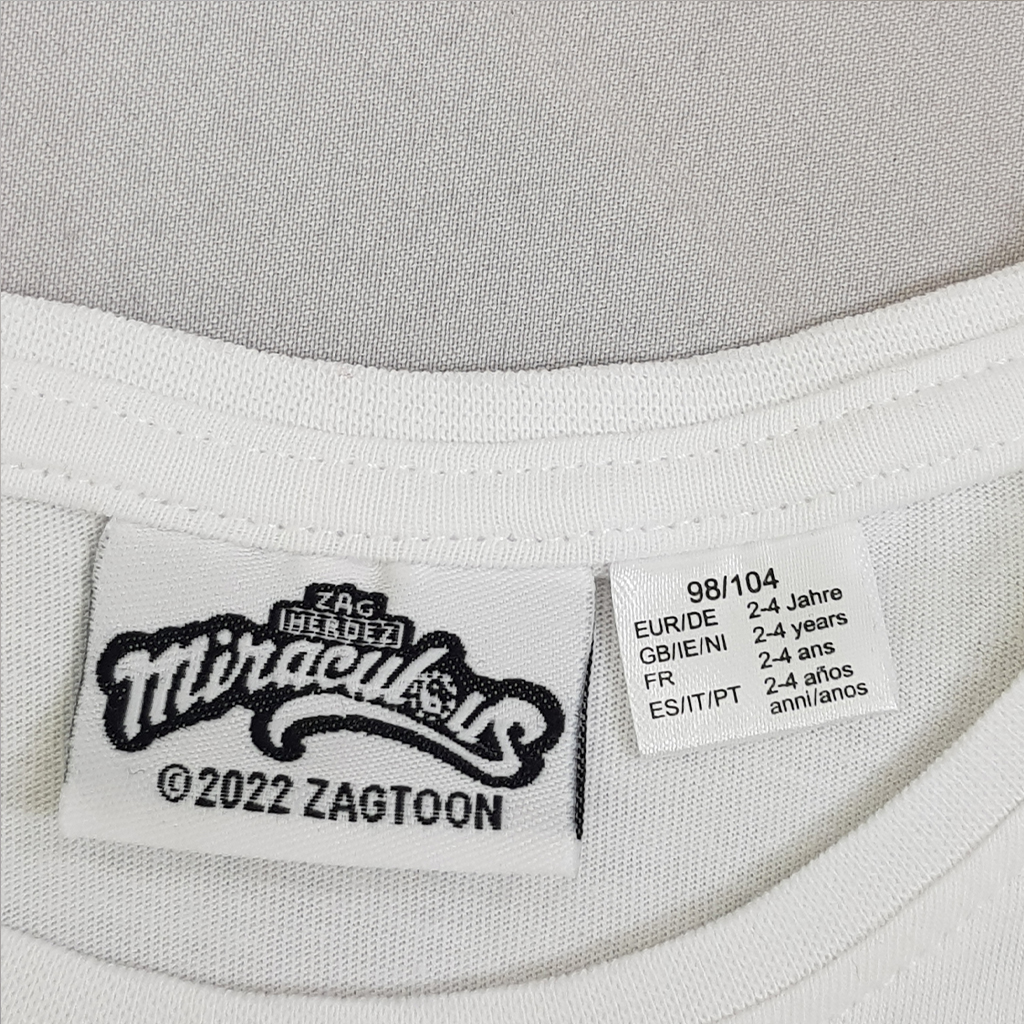 ZAG
HEROEZ
Miraculous
©2022 ZAGTOON
98/104
EUR/DE 2-4 Jahre
GB/IE/NI 2-4 years
FR 2-4 ans
ES/IT/PT 2-4 años
anni/anos